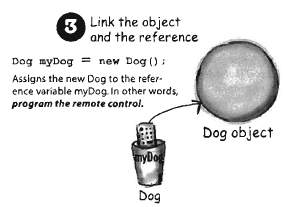 3 Link the object
and the reference
Dog myDog = new Dog();
Assigns the new Dog to the refer-
ence variable myDog. In other words,
program the remote control.
myDog
Dog object
Dog